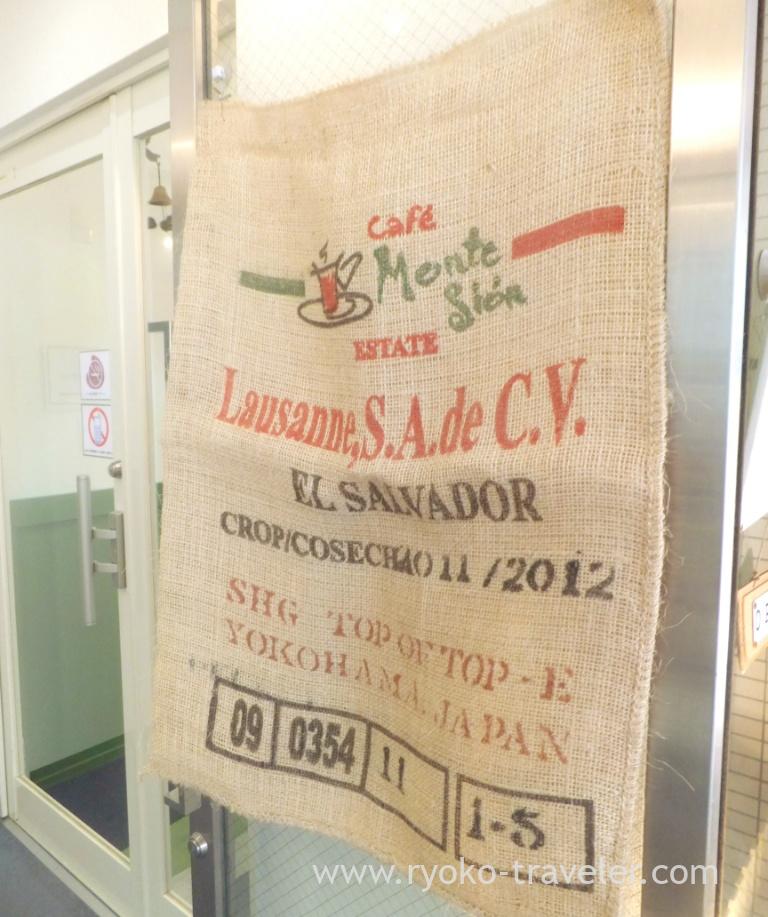 Café
Monte
Sión
ESTATE
Lausanne, S.A. de C.V.
EL SALVADOR
CROP/COSECHA 2011/2012
SHG TOP OF TOP - E
YOKOHAMA, JAPAN
09 0354 11 1-5
www.ryoko-traveler.com